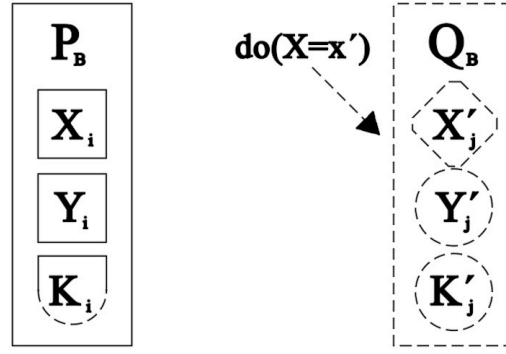 P_B
do(X=x´)
Q_B
X_i
X´_j
Y_i
Y´_j
K_i
K´_j